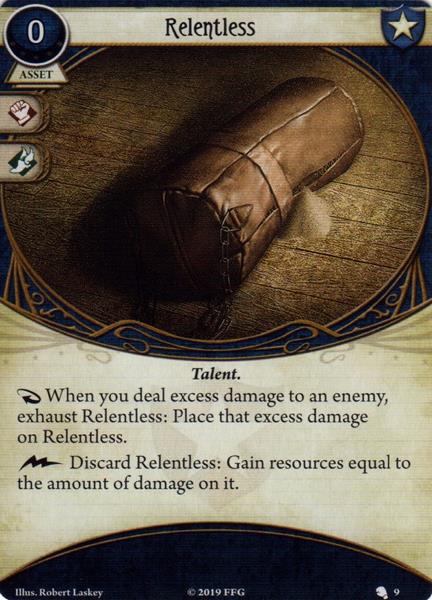 Relentless
0
ASSET
Talent.
When you deal excess damage to an enemy,
exhaust Relentless: Place that excess damage
on Relentless.
Discard Relentless: Gain resources equal to
the amount of damage on it.
Illus. Robert Laskey
© 2019 FFG
9